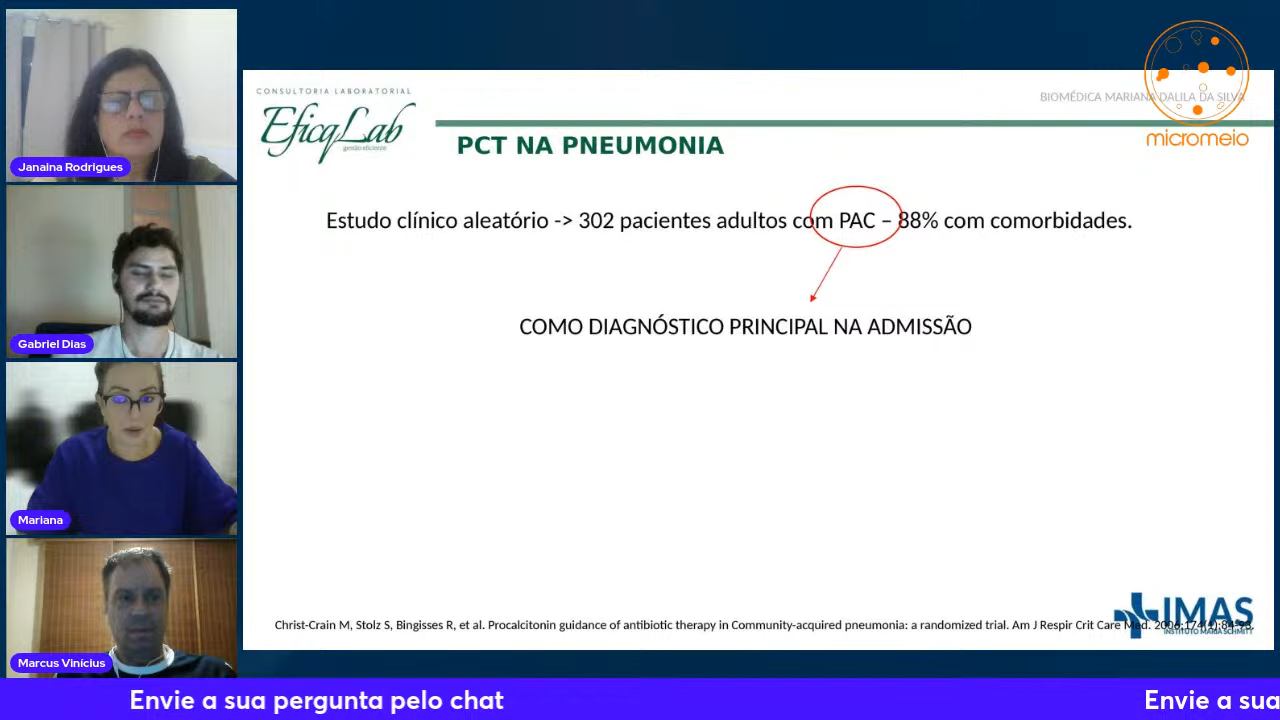 Janaina Rodrigues
Gabriel Dias
Mariana
Marcus Vinícius
CONSULTORIA LABORATORIAL
EficqLab
gestão eficiente
BIOMÉDICA MARIANA DALILA DA SILVA
micromeio
PCT NA PNEUMONIA
Estudo clínico aleatório -> 302 pacientes adultos com PAC – 88% com comorbidades.
COMO DIAGNÓSTICO PRINCIPAL NA ADMISSÃO
IMAS
INSTITUTO MARIA SCHMITT
Christ-Crain M, Stolz S, Bingisses R, et al. Procalcitonin guidance of antibiotic therapy in Community-acquired pneumonia: a randomized trial. Am J Respir Crit Care Med. 2006;174(1):84-93.
Envie a sua pergunta pelo chat
Envie a sua